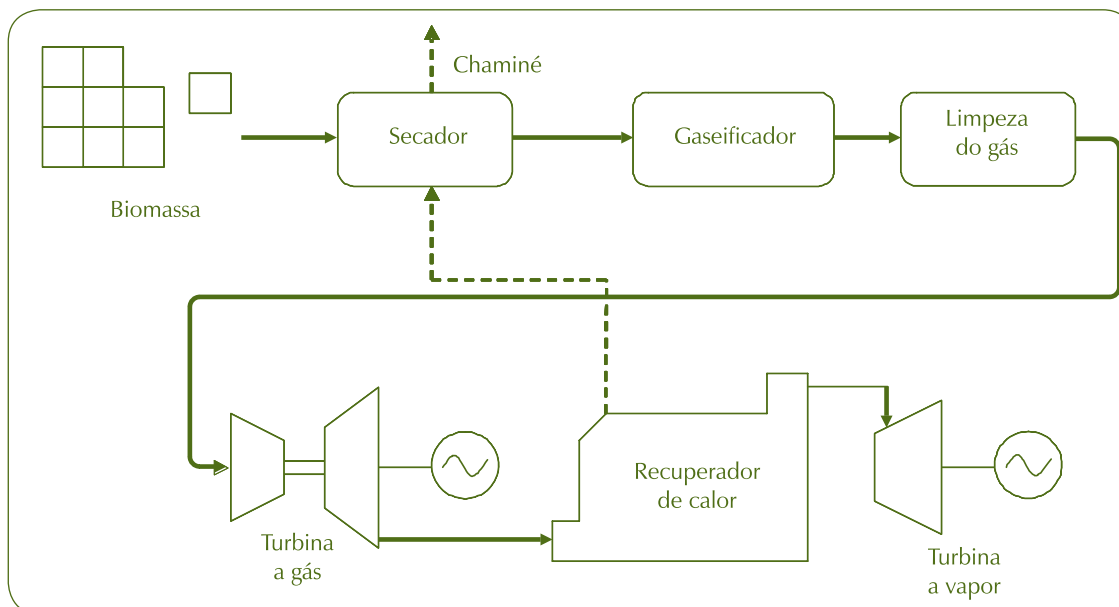 Chaminé
Secador
Gaseificador
Limpeza
do gás
Biomassa
Recuperador
de calor
Turbina
a gás
Turbina
a vapor